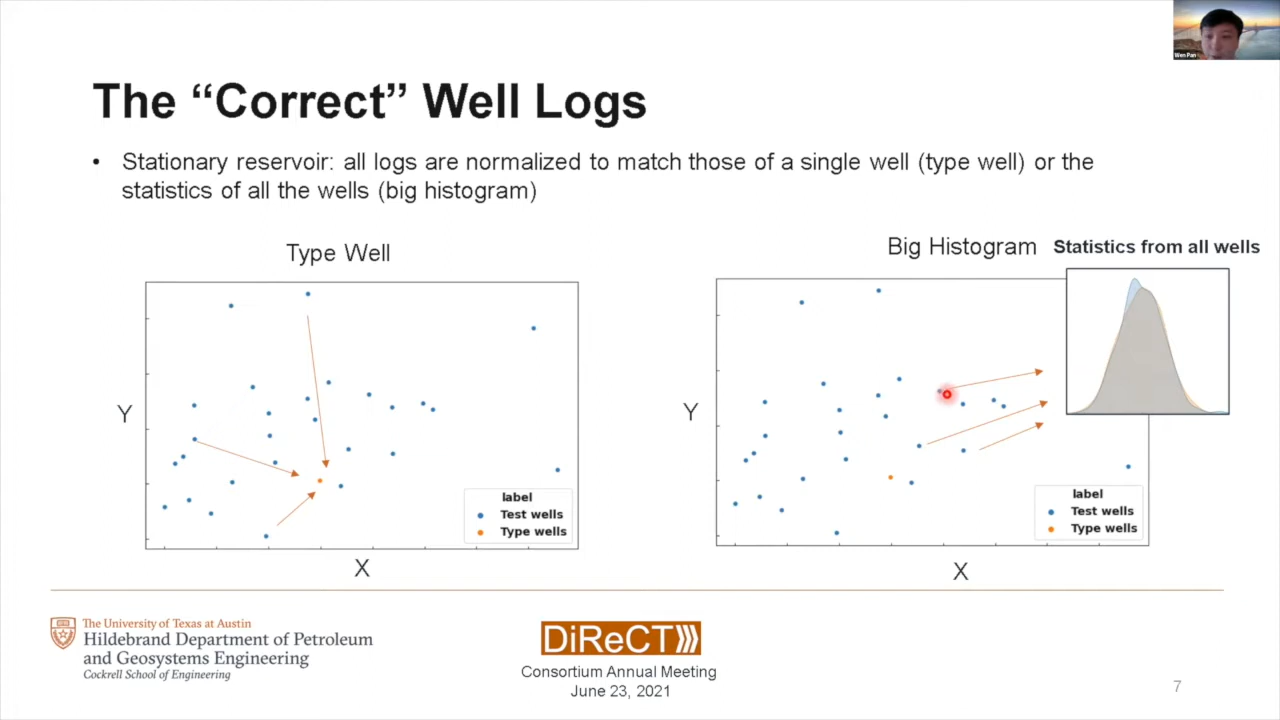 Wen Pan
The “Correct” Well Logs
• Stationary reservoir: all logs are normalized to match those of a single well (type well) or the
statistics of all the wells (big histogram)
Type Well
Y
X
label
Test wells
Type wells
Big Histogram
Statistics from all wells
Y
X
label
Test wells
Type wells
The University of Texas at Austin
Hildebrand Department of Petroleum
and Geosystems Engineering
Cockrell School of Engineering
DiReCT
Consortium Annual Meeting
June 23, 2021
7